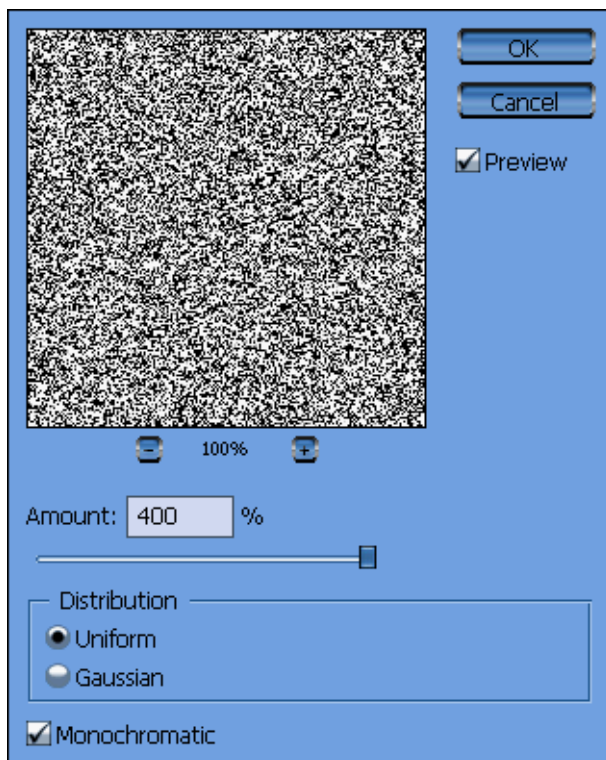 OK
Cancel
Preview
- 100% +
Amount: 400 %
Distribution
Uniform
Gaussian
Monochromatic